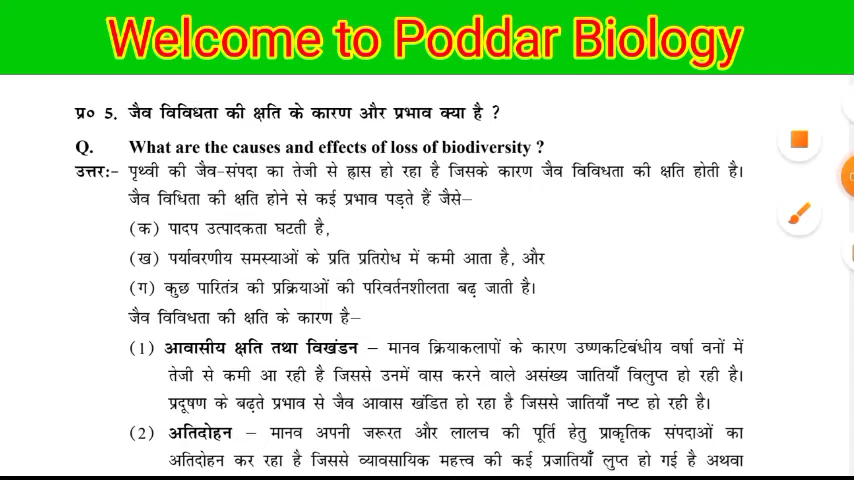 Welcome to Poddar Biology
प्र० 5. जैव विविधता की क्षति के कारण और प्रभाव क्या है ?
Q. What are the causes and effects of loss of biodiversity ?
उत्तरः- पृथ्वी की जैव-संपदा का तेजी से ह्रास हो रहा है जिसके कारण जैव विविधता की क्षति होती है।
जैव विधिता की क्षति होने से कई प्रभाव पड़ते हैं जैसे–
(क) पादप उत्पादकता घटती है,
(ख) पर्यावरणीय समस्याओं के प्रति प्रतिरोध में कमी आता है, और
(ग) कुछ पारितंत्र की प्रक्रियाओं की परिवर्तनशीलता बढ़ जाती है।
जैव विविधता की क्षति के कारण है–
(1) आवासीय क्षति तथा विखंडन – मानव क्रियाकलापों के कारण उष्णकटिबंधीय वर्षा वनों में
तेजी से कमी आ रही है जिससे उनमें वास करने वाले असंख्य जातियाँ विलुप्त हो रही है।
प्रदूषण के बढ़ते प्रभाव से जैव आवास खंडित हो रहा है जिससे जातियाँ नष्ट हो रही है।
(2) अतिदोहन – मानव अपनी जरूरत और लालच की पूर्ति हेतु प्राकृतिक संपदाओं का
अतिदोहन कर रहा है जिससे व्यावसायिक महत्त्व की कई प्रजातियाँ लुप्त हो गई है अथवा